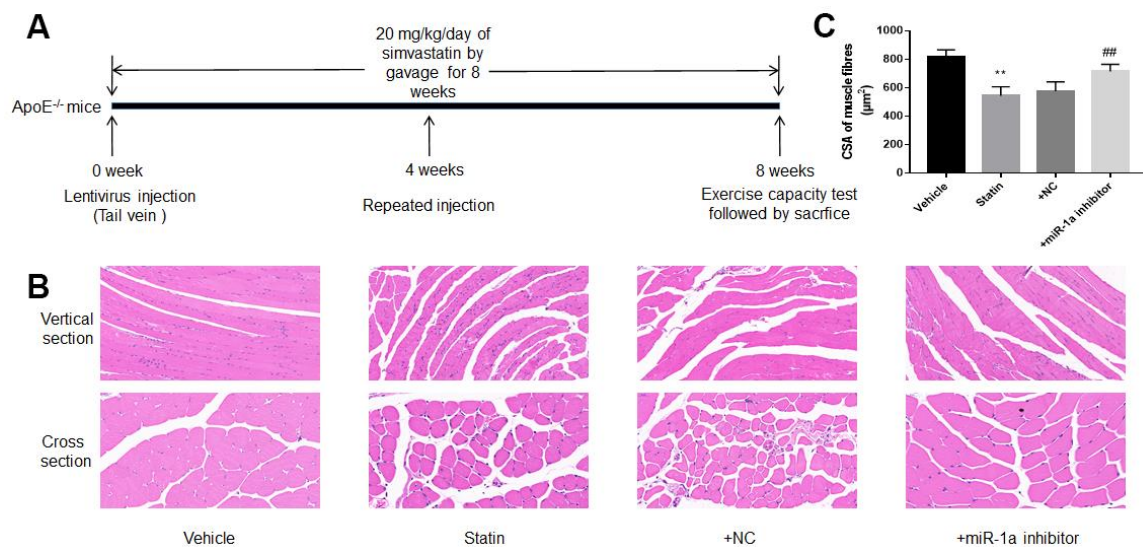 A
20 mg/kg/day of
simvastatin by
gavage for 8
weeks
ApoE-/- mice
0 week
4 weeks
8 weeks
Lentivirus injection
(Tail vein )
Repeated injection
Exercise capacity test
followed by sacrfice
C
CSA of muscle fibres
(μm²)
1000
800
600
400
200
0
**
##
Vehicle
Statin
+NC
+miR-1a inhibitor
B
Vertical
section
Cross
section
Vehicle
Statin
+NC
+miR-1a inhibitor